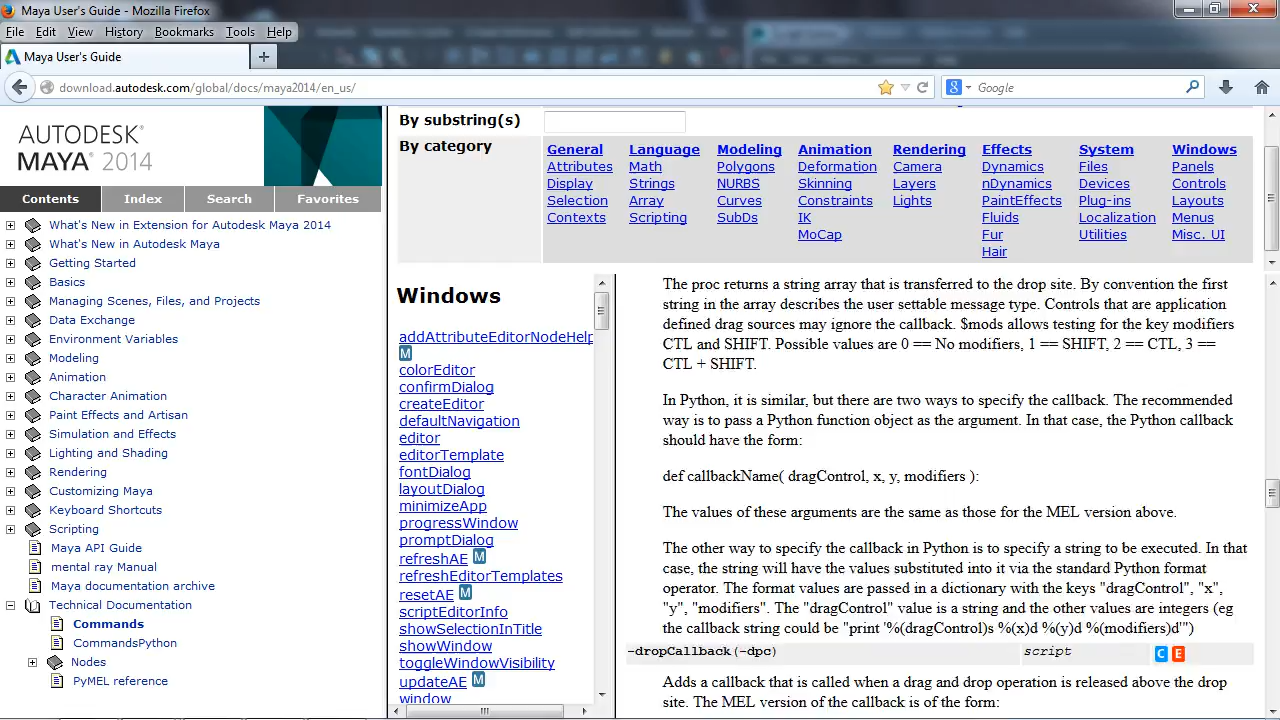 Maya User's Guide - Mozilla Firefox
File Edit View History Bookmarks Tools Help
Maya User's Guide
download.autodesk.com/global/docs/maya2014/en_us/
Google
AUTODESK®
MAYA® 2014
Contents Index Search Favorites
What's New in Extension for Autodesk Maya 2014
What's New in Autodesk Maya
Getting Started
Basics
Managing Scenes, Files, and Projects
Data Exchange
Environment Variables
Modeling
Animation
Character Animation
Paint Effects and Artisan
Simulation and Effects
Lighting and Shading
Rendering
Customizing Maya
Keyboard Shortcuts
Scripting
Maya API Guide
mental ray Manual
Maya documentation archive
Technical Documentation
Commands
CommandsPython
Nodes
PyMEL reference
By substring(s)
By category
General Language Modeling Animation Rendering Effects System Windows
Attributes Math Polygons Deformation Camera Dynamics Files Panels
Display Strings NURBS Skinning Layers nDynamics Devices Controls
Selection Array Curves Constraints Lights PaintEffects Plug-ins Layouts
Contexts Scripting SubDs IK Fluids Localization Menus
MoCap Fur Utilities Misc. UI
Hair
Windows
addAttributeEditorNodeHelp
M
colorEditor
confirmDialog
createEditor
defaultNavigation
editor
editorTemplate
fontDialog
layoutDialog
minimizeApp
progressWindow
promptDialog
refreshAE M
refreshEditorTemplates
resetAE M
scriptEditorInfo
showSelectionInTitle
showWindow
toggleWindowVisibility
updateAE M
window
The proc returns a string array that is transferred to the drop site. By convention the first
string in the array describes the user settable message type. Controls that are application
defined drag sources may ignore the callback. $mods allows testing for the key modifiers
CTL and SHIFT. Possible values are 0 == No modifiers, 1 == SHIFT, 2 == CTL, 3 ==
CTL + SHIFT.
In Python, it is similar, but there are two ways to specify the callback. The recommended
way is to pass a Python function object as the argument. In that case, the Python callback
should have the form:
def callbackName( dragControl, x, y, modifiers ):
The values of these arguments are the same as those for the MEL version above.
The other way to specify the callback in Python is to specify a string to be executed. In that
case, the string will have the values substituted into it via the standard Python format
operator. The format values are passed in a dictionary with the keys "dragControl", "x",
"y", "modifiers". The "dragControl" value is a string and the other values are integers (eg
the callback string could be "print '%(dragControl)s %(x)d %(y)d %(modifiers)d'")
-dropCallback(-dpc) script C E
Adds a callback that is called when a drag and drop operation is released above the drop
site. The MEL version of the callback is of the form: